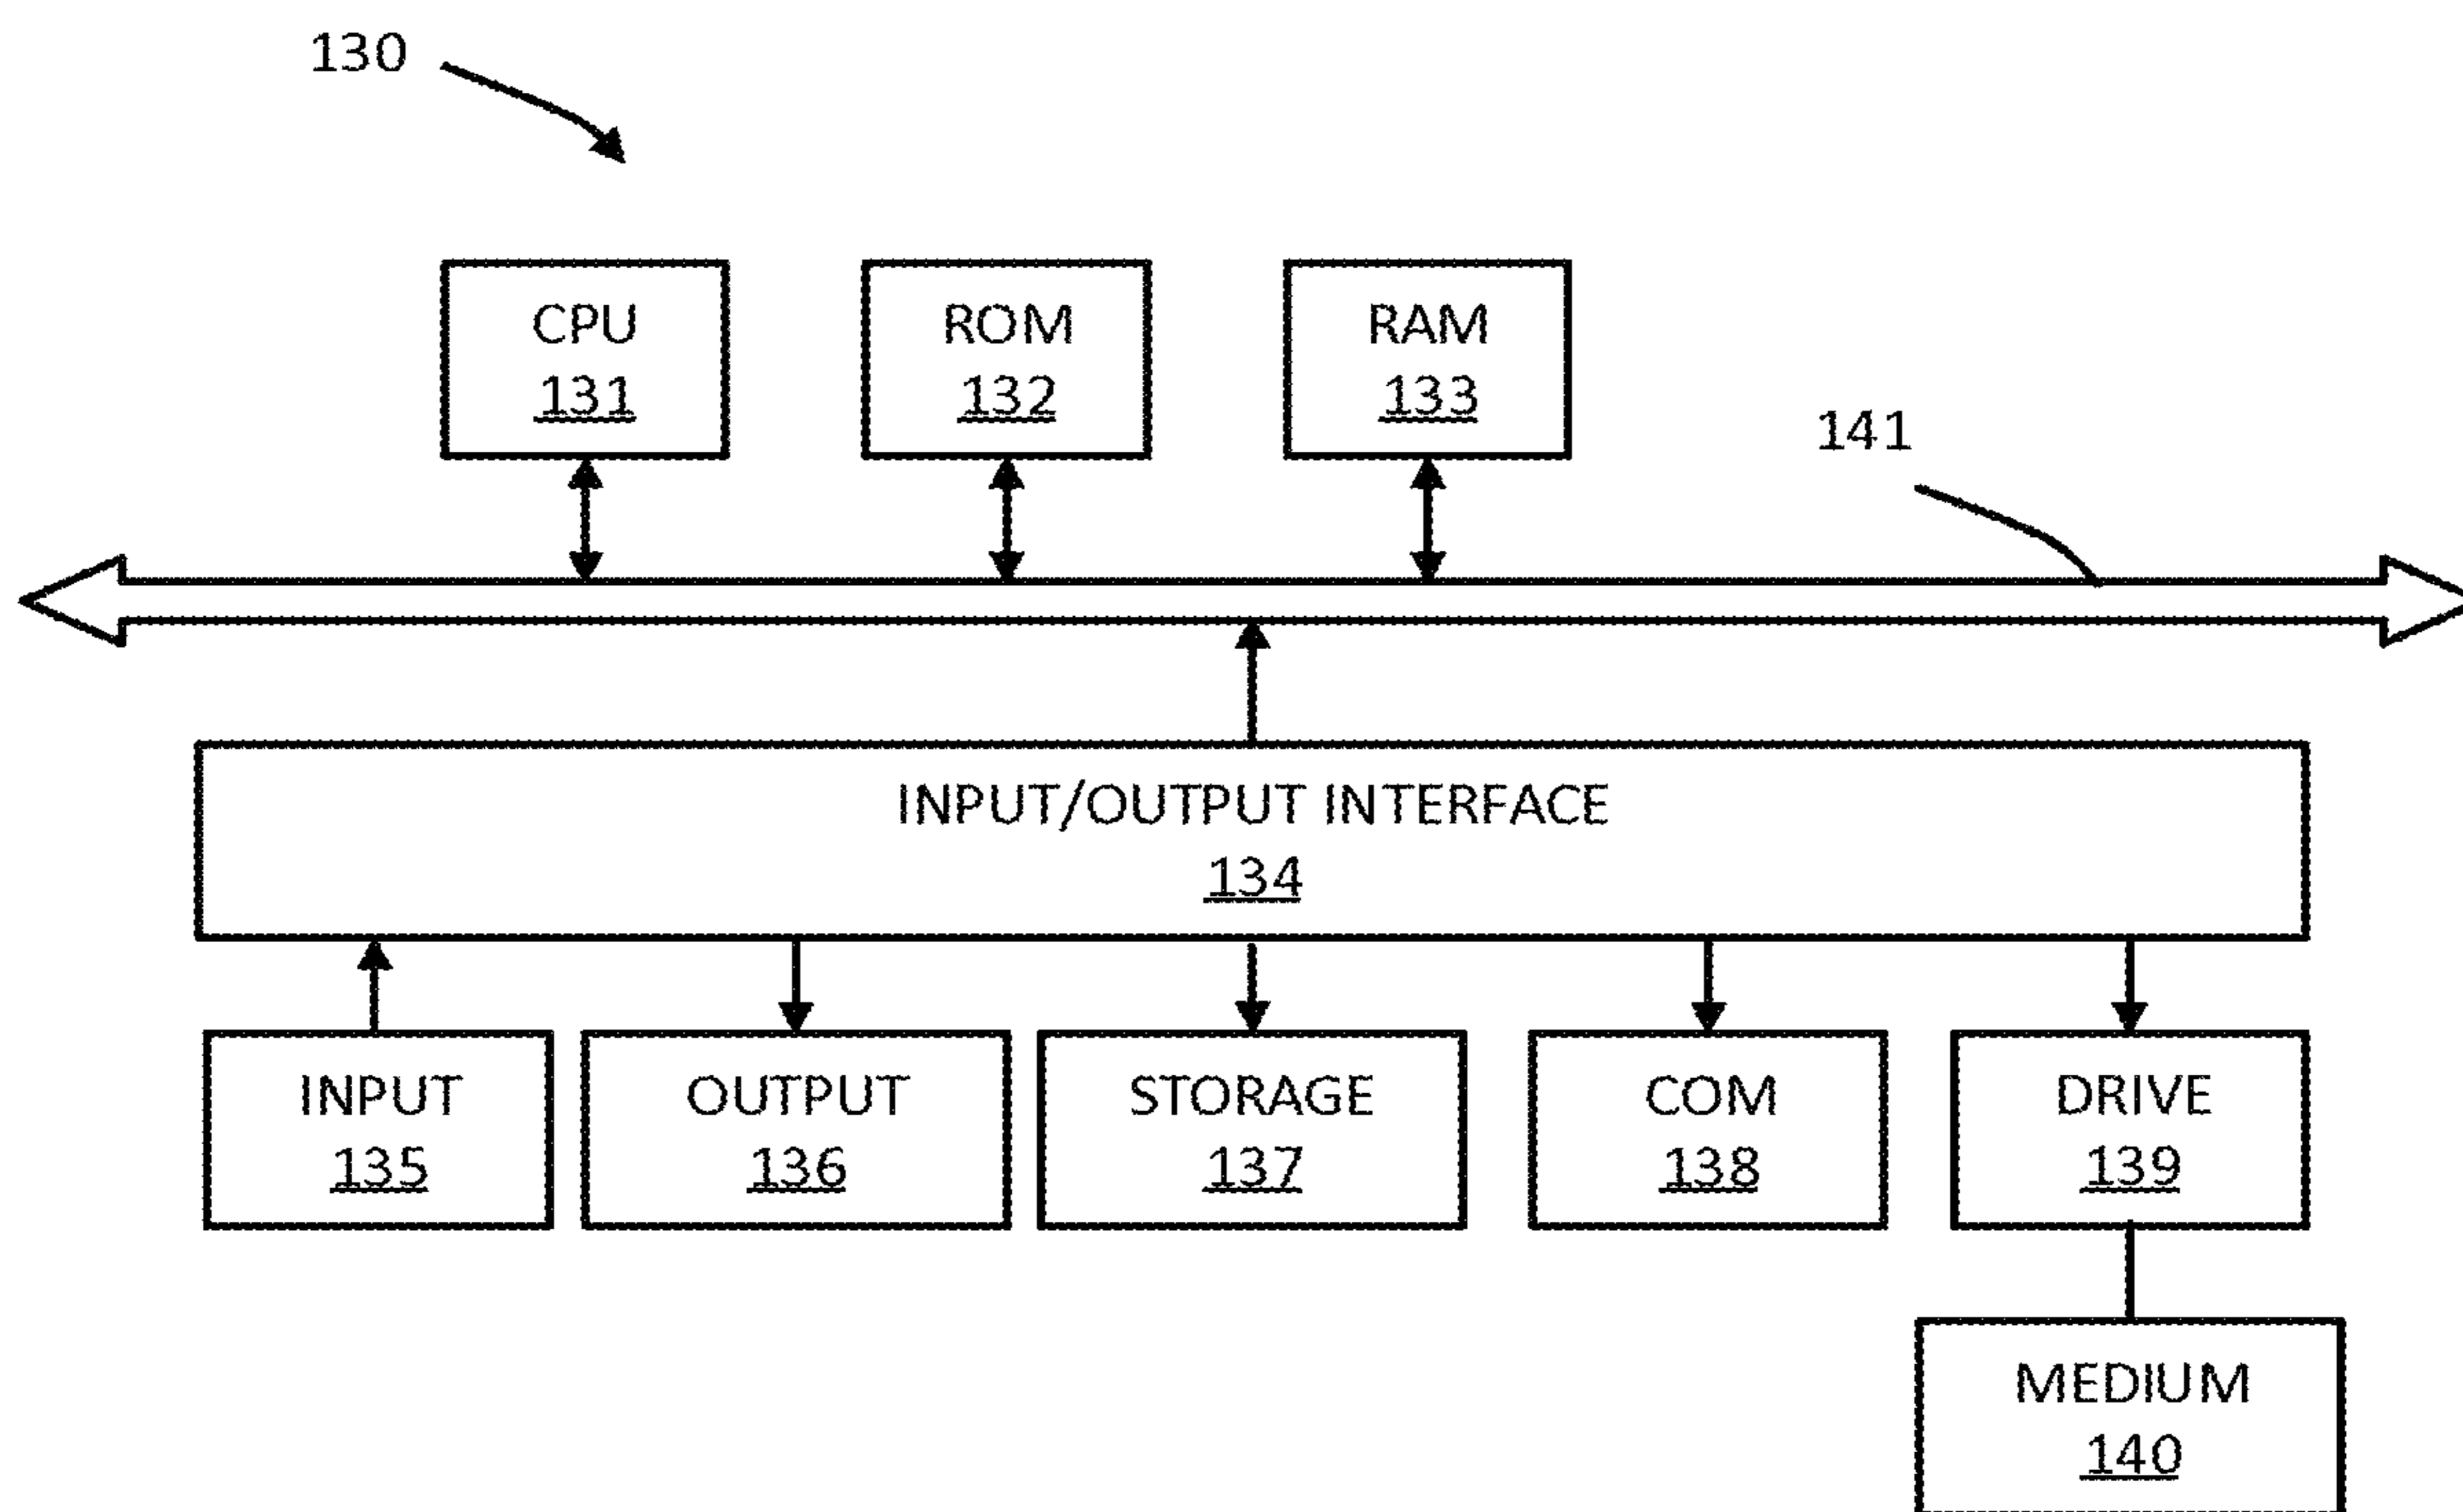 130
CPU
131
ROM
132
RAM
133
141
INPUT/OUTPUT INTERFACE
134
INPUT
135
OUTPUT
136
STORAGE
137
COM
138
DRIVE
139
MEDIUM
140